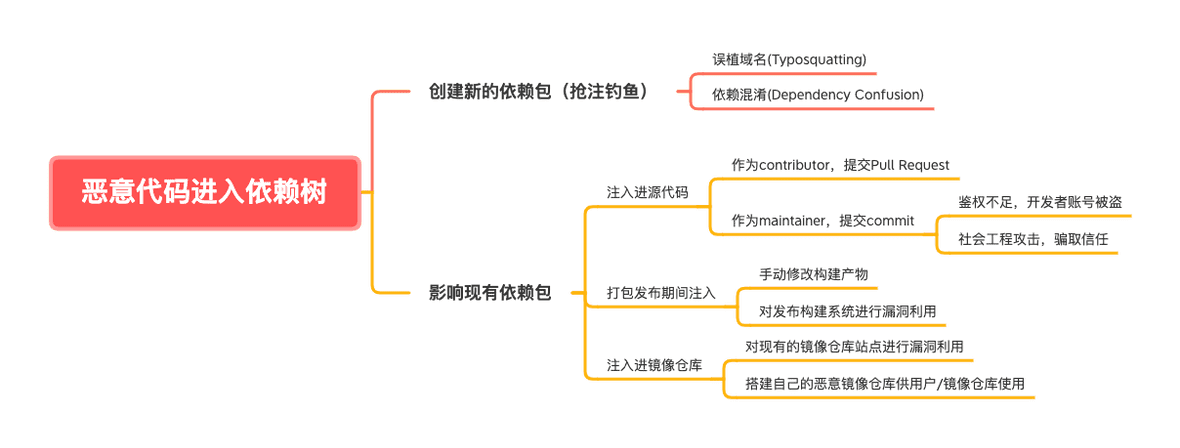 恶意代码进入依赖树
创建新的依赖包（抢注钓鱼）
误植域名(Typosquatting)
依赖混淆(Dependency Confusion)
影响现有依赖包
注入进源代码
作为contributor，提交Pull Request
作为maintainer，提交commit
鉴权不足，开发者账号被盗
社会工程攻击，骗取信任
打包发布期间注入
手动修改构建产物
对发布构建系统进行漏洞利用
注入进镜像仓库
对现有的镜像仓库站点进行漏洞利用
搭建自己的恶意镜像仓库供用户/镜像仓库使用